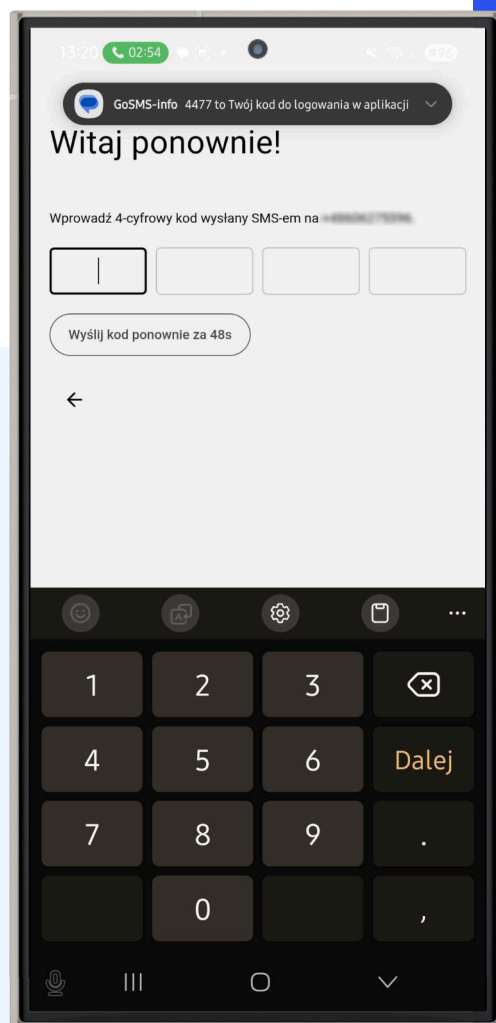 13:20 02:54 96
GoSMS-info 4477 to Twój kod do logowania w aplikacji
Witaj ponownie!
Wprowadź 4-cyfrowy kod wysłany SMS-em na
Wyślij kod ponownie za 48s
1 2 3
4 5 6 Dalej
7 8 9 .
0 ,